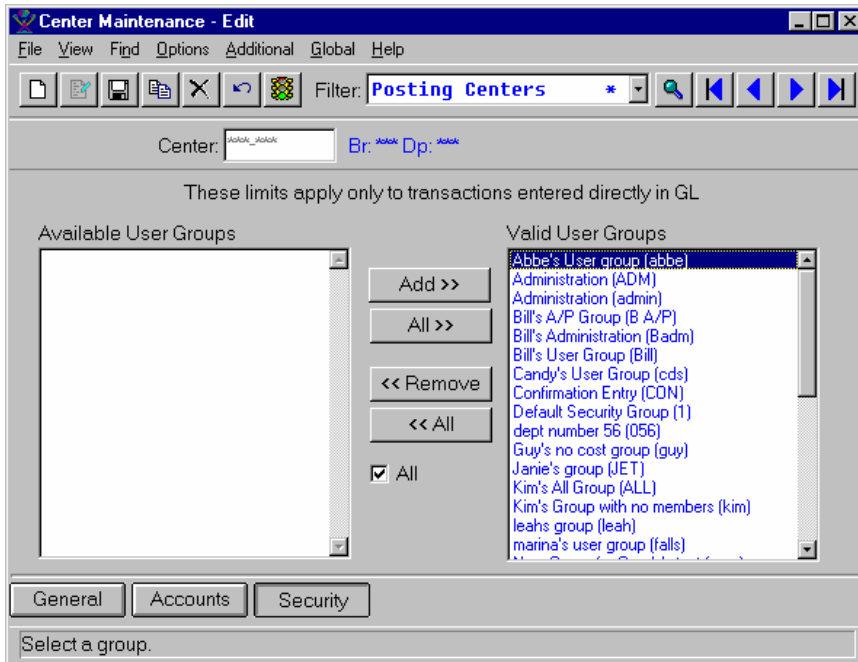 Center Maintenance - Edit
File View Find Options Additional Global Help
Filter: Posting Centers *
Center: ***-**** Br: *** Dp: ***
These limits apply only to transactions entered directly in GL
Available User Groups
Add >>
All >>
<< Remove
<< All
All
Valid User Groups
Abbe's User group (abbe)
Administration (ADM)
Administration (admin)
Bill's A/P Group (B A/P)
Bill's Administration (Badm)
Bill's User Group (Bill)
Candy's User Group (cds)
Confirmation Entry (CON)
Default Security Group (1)
dept number 56 (056)
Guy's no cost group (guy)
Janie's group (JET)
Kim's All Group (ALL)
Kim's Group with no members (kim)
leahs group (leah)
marina's user group (falls)
General Accounts Security
Select a group.